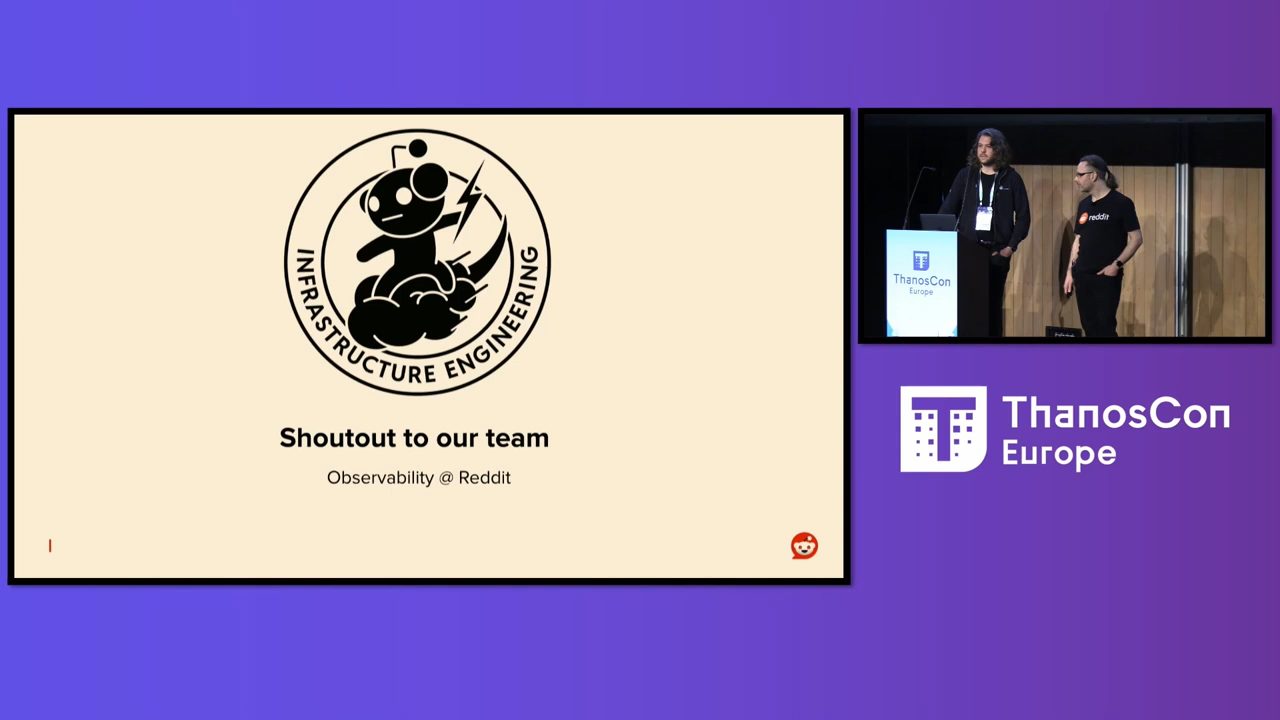 INFRASTRUCTURE ENGINEERING
Shoutout to our team
Observability @ Reddit
reddit
ThanosCon
Europe
ThanosCon
Europe